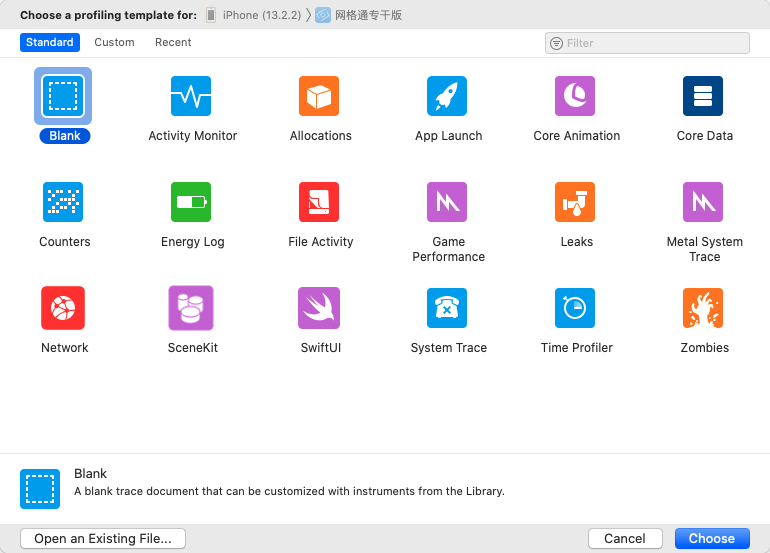 Choose a profiling template for: iPhone (13.2.2) 网格通专干版
Standard Custom Recent Filter
Blank Activity Monitor Allocations App Launch Core Animation Core Data
Counters Energy Log File Activity Game Performance Leaks Metal System Trace
Network SceneKit SwiftUI System Trace Time Profiler Zombies
Blank
A blank trace document that can be customized with instruments from the Library.
Open an Existing File... Cancel Choose